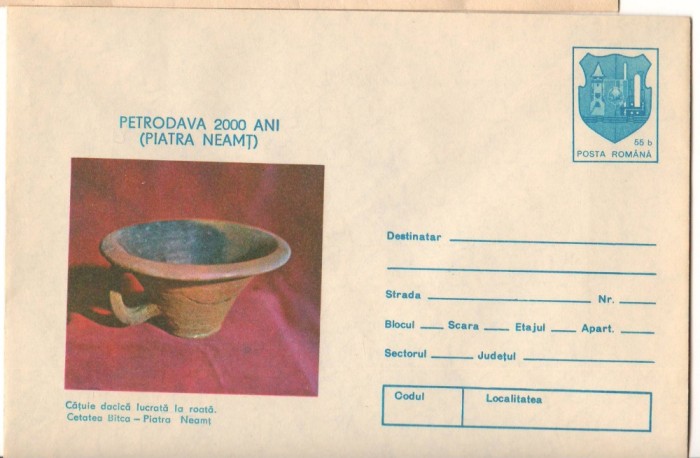 PETRODAVA 2000 ANI
(PIATRA NEAMȚ)
55 b
POSTA ROMÂNĂ
Destinatar
Strada Nr.
Blocul Scara Etajul Apart.
Sectorul Județul
Codul Localitatea
Cățuie dacică lucrată la roată.
Cetatea Bîtca – Piatra Neamț